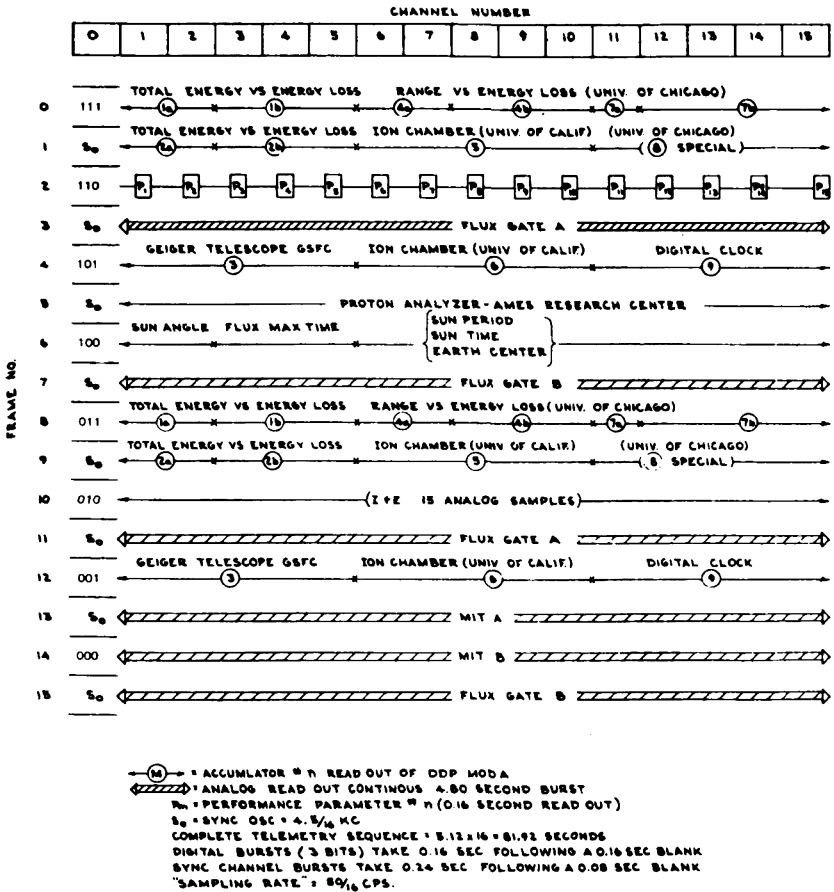 CHANNEL NUMBER
0 1 2 3 4 5 6 7 8 9 10 11 12 13 14 15
FRAME NO.
TOTAL ENERGY VS ENERGY LOSS RANGE VS ENERGY LOSS (UNIV. OF CHICAGO)
0 111 1a 1b 4a 4b 7a 7b
TOTAL ENERGY VS ENERGY LOSS ION CHAMBER (UNIV. OF CALIF) (UNIV. OF CHICAGO)
1 S₀ 2a 2b 5 (8 SPECIAL)
2 110 P₁ P₂ P₃ P₄ P₅ P₆ P₇ P₈ P₉ P₁₀ P₁₁ P₁₂ P₁₃ P₁₄ P₁₅
3 S₀ FLUX GATE A
GEIGER TELESCOPE GSFC ION CHAMBER (UNIV OF CALIF.) DIGITAL CLOCK
4 101 3 6 9
5 S₀ PROTON ANALYZER-AMES RESEARCH CENTER
SUN ANGLE FLUX MAX TIME {SUN PERIOD
6 100 SUN TIME
EARTH CENTER}
7 S₀ FLUX GATE B
TOTAL ENERGY VS ENERGY LOSS RANGE VS ENERGY LOSS (UNIV. OF CHICAGO)
8 011 1a 1b 4a 4b 7a 7b
TOTAL ENERGY VS ENERGY LOSS ION CHAMBER (UNIV OF CALIF.) (UNIV. OF CHICAGO)
9 S₀ 2a 2b 5 (8 SPECIAL)
10 010 (I+E 15 ANALOG SAMPLES)
11 S₀ FLUX GATE A
GEIGER TELESCOPE GSFC ION CHAMBER (UNIV OF CALIF.) DIGITAL CLOCK
12 001 3 6 9
13 S₀ MIT A
14 000 MIT B
15 S₀ FLUX GATE B
= ACCUMLATOR # n READ OUT OF DDP MOD A
= ANALOG READ OUT CONTINOUS 4.80 SECOND BURST
Pn = PERFORMANCE PARAMETER # n (0.16 SECOND READ OUT)
S₀ = SYNC OSC = 4.5/16 KC
COMPLETE TELEMETRY SEQUENCE = 5.12 x 16 = 81.92 SECONDS
DIGITAL BURSTS (3 BITS) TAKE 0.16 SEC FOLLOWING A 0.16 SEC BLANK
SYNC CHANNEL BURSTS TAKE 0.24 SEC FOLLOWING A 0.08 SEC BLANK
"SAMPLING RATE" = 50/16 CPS.